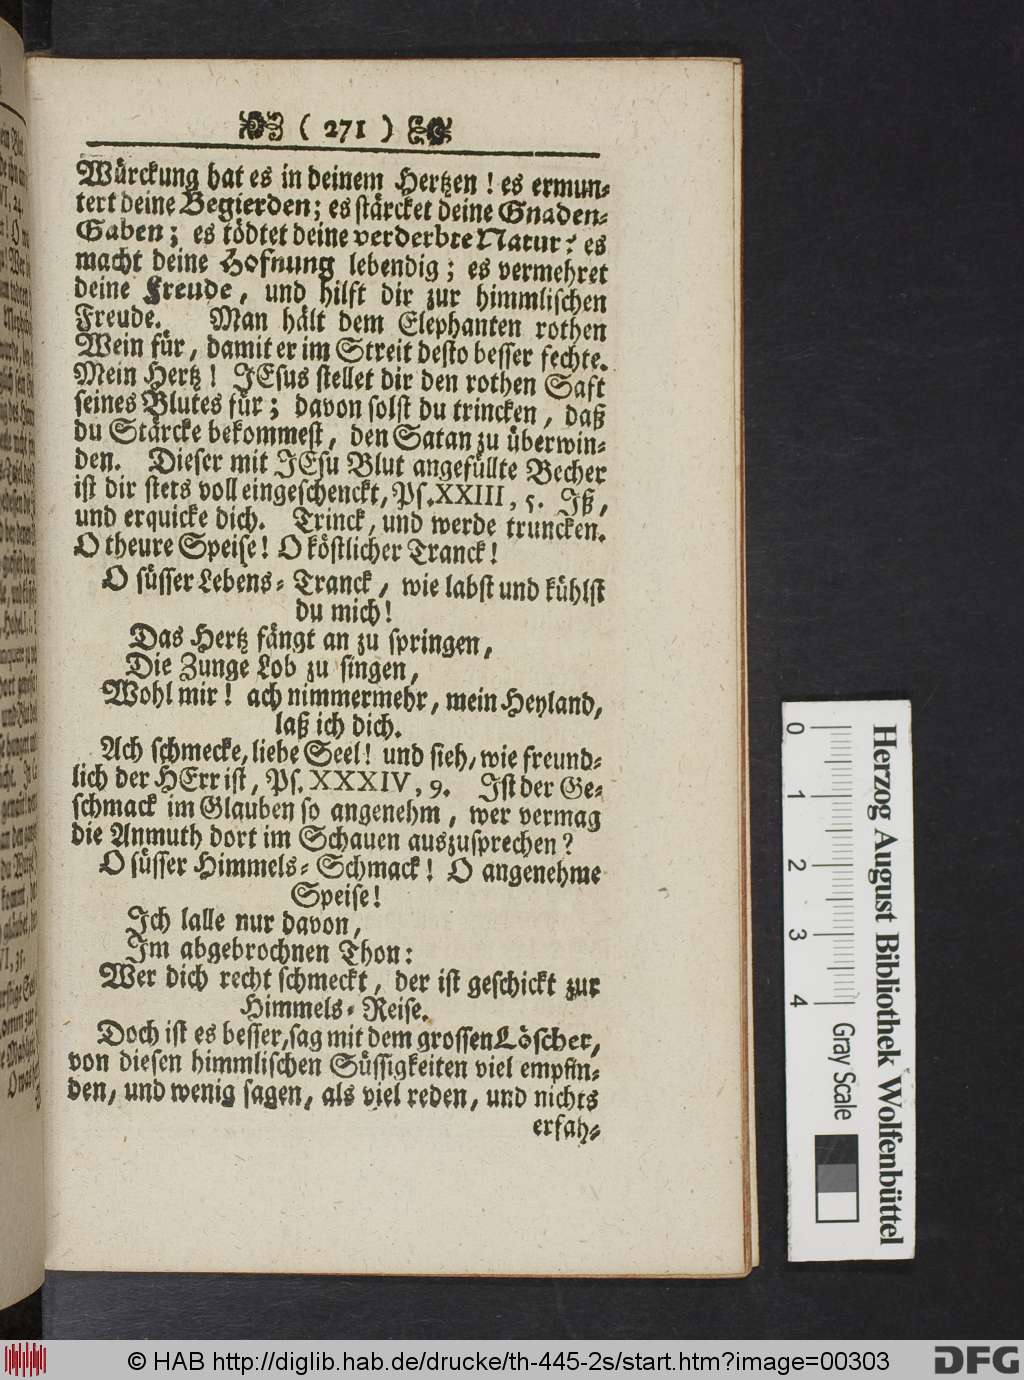 ( 271 )
Würckung hat es in deinem Hertzen! es ermun-
tert deine Begierden; es stärcket deine Gnaden-
Gaben; es tödtet deine verderbte Natur; es
macht deine Hofnung lebendig; es vermehret
deine Freude, und hilft dir zur himmlischen
Freude. Man hält dem Elephanten rothen
Wein für, damit er im Streit desto besser fechte.
Mein Hertz! JEsus stellet dir den rothen Saft
seines Blutes für; davon solst du trincken, daß
du Stärcke bekommest, den Satan zu überwin-
den. Dieser mit JEsu Blut angefüllte Becher
ist dir stets voll eingeschenckt, Ps. XXIII, 5. Iß,
und erquicke dich. Trinck, und werde truncken.
O theure Speise! O köstlicher Tranck!
O süsser Lebens-Tranck, wie labst und kühlst
du mich!
Das Hertz fängt an zu springen,
Die Zunge Lob zu singen,
Wohl mir! ach nimmermehr, mein Heyland,
laß ich dich.
Ach schmecke, liebe Seel! und sieh, wie freund-
lich der HErr ist, Ps. XXXIV, 9. Ist der Ge-
schmack im Glauben so angenehm, wer vermag
die Anmuth dort im Schauen auszusprechen?
O süsser Himmels-Schmack! O angenehme
Speise!
Ich lalle nur davon,
Im abgebrochnen Thon:
Wer dich recht schmeckt, der ist geschickt zur
Himmels-Reise.
Doch ist es besser, sag mit dem grossen Löscher,
von diesen himmlischen Süssigkeiten viel empfin-
den, und wenig sagen, als viel reden, und nichts
erfah-
Herzog August Bibliothek Wolfenbüttel
0 1 2 3 4 Gray Scale
© HAB http://diglib.hab.de/drucke/th-445-2s/start.htm?image=00303
DFG